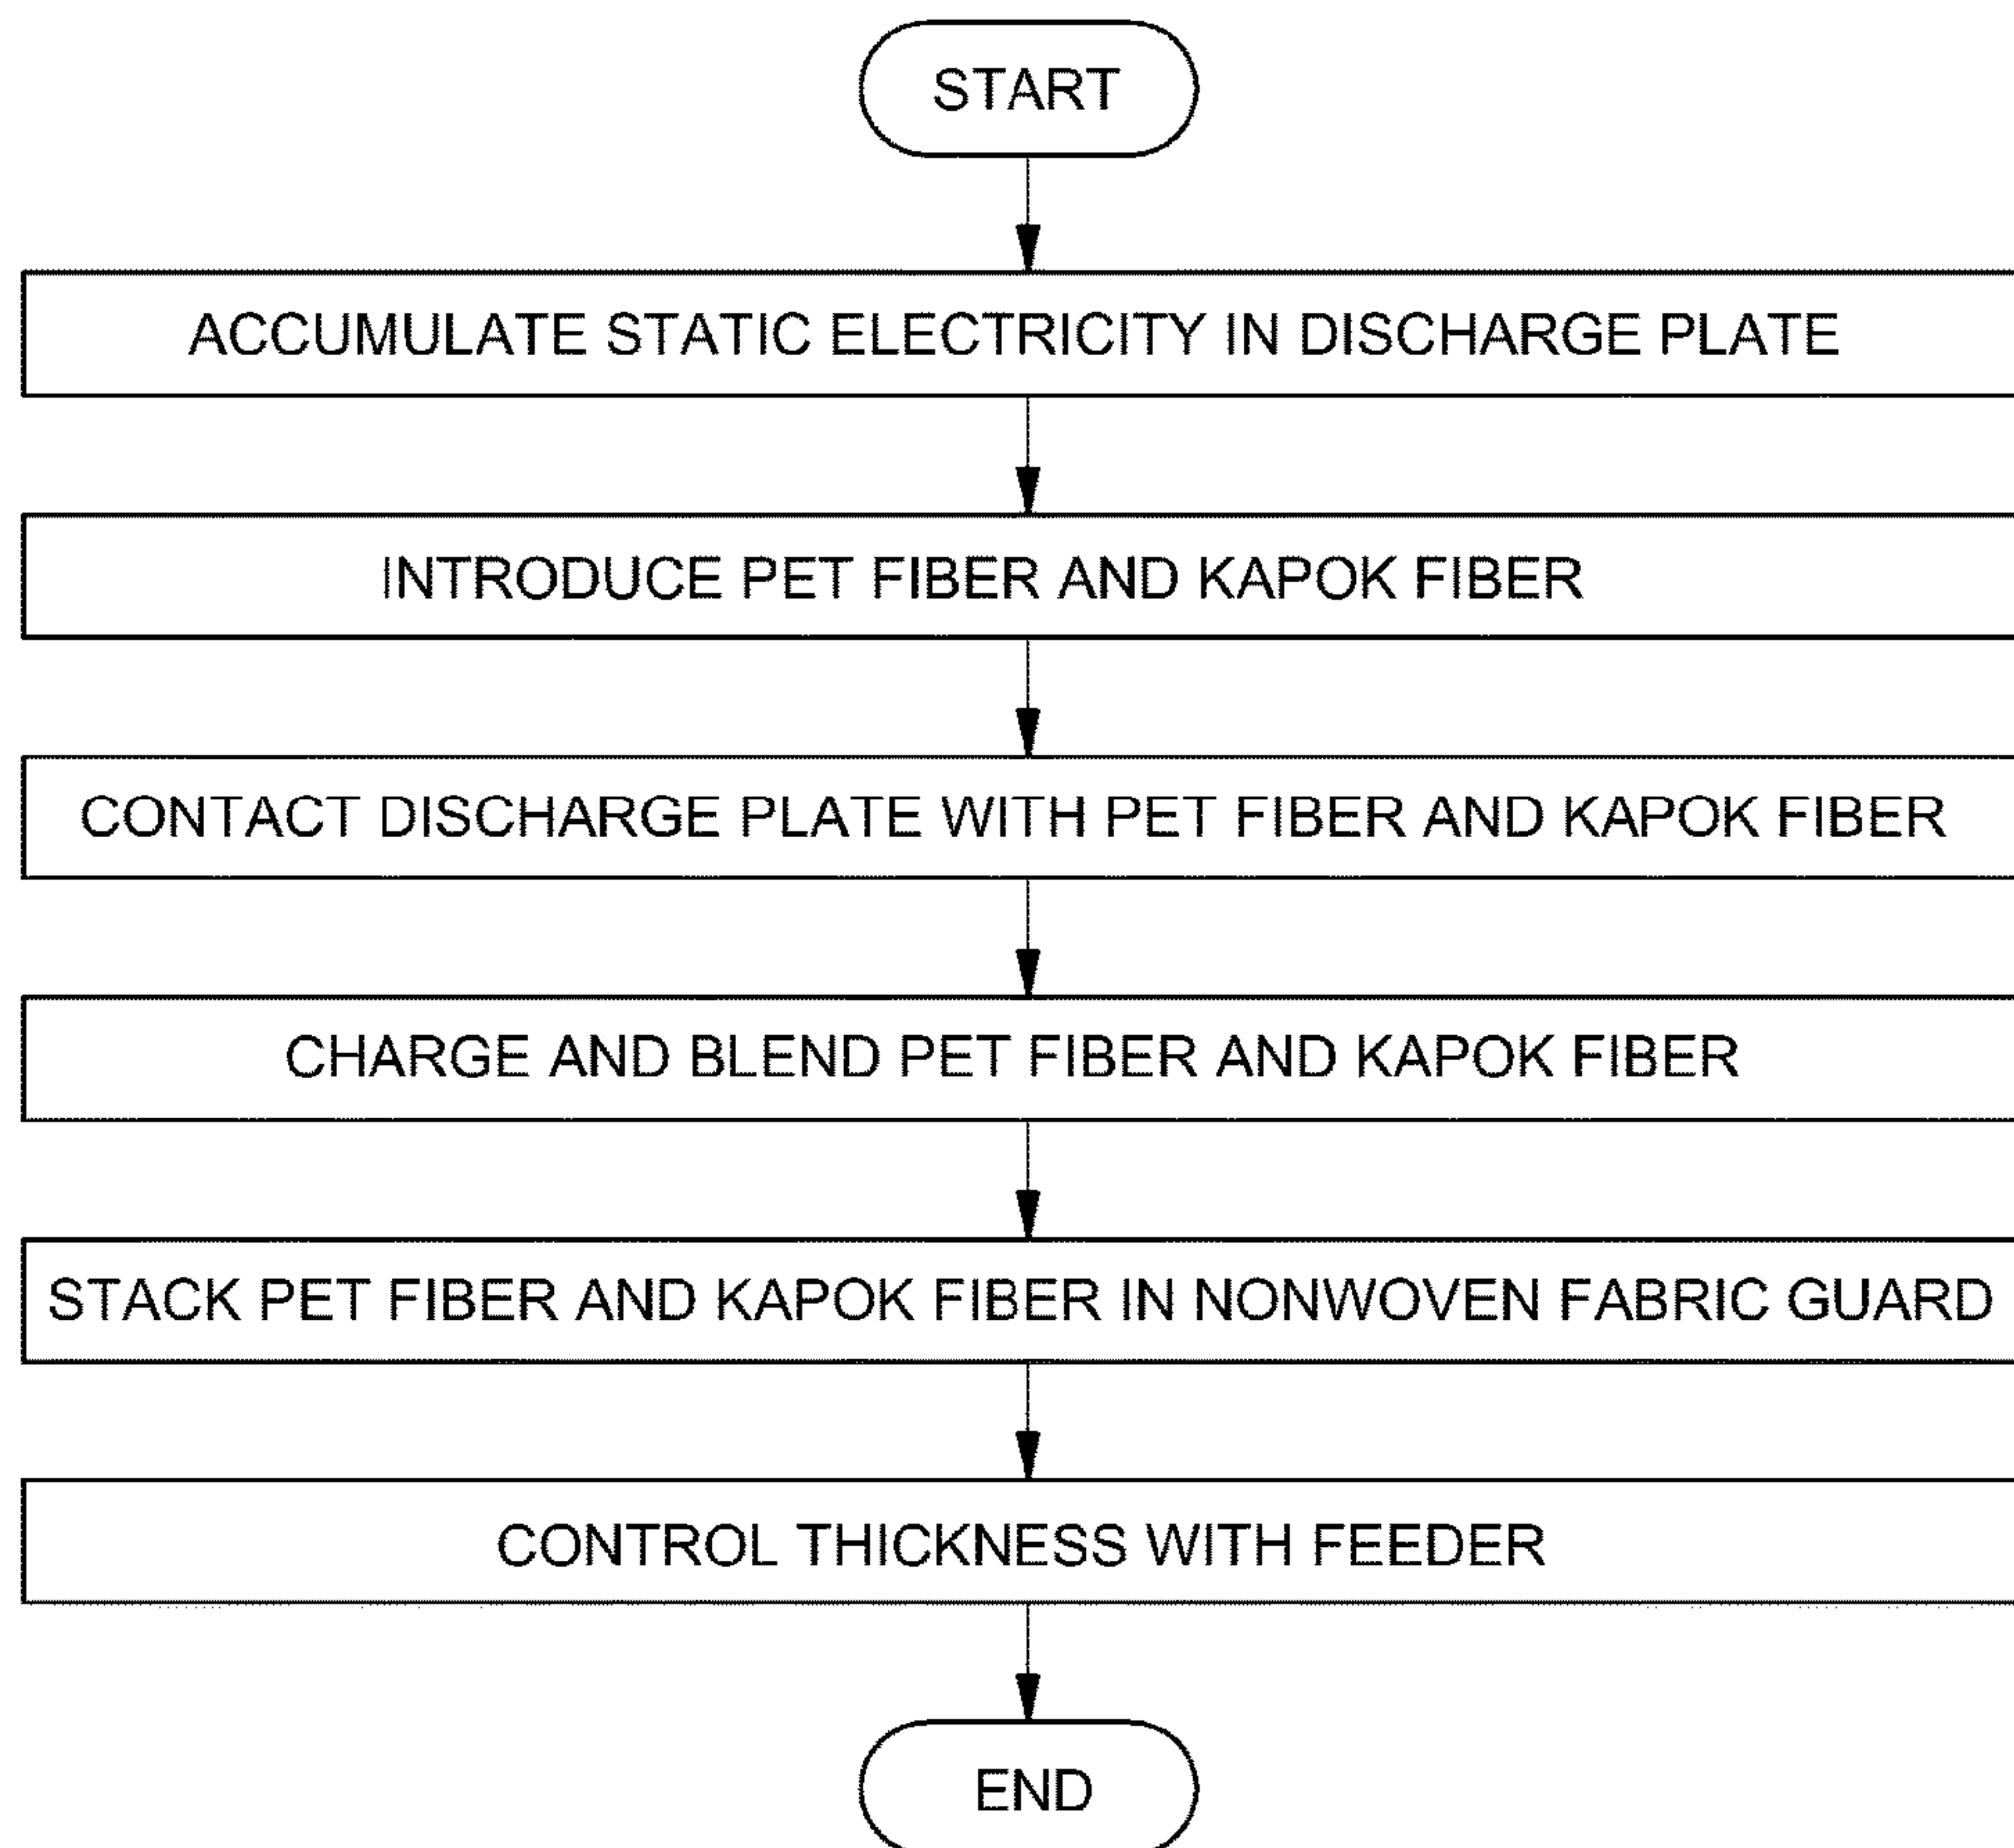 START
ACCUMULATE STATIC ELECTRICITY IN DISCHARGE PLATE
INTRODUCE PET FIBER AND KAPOK FIBER
CONTACT DISCHARGE PLATE WITH PET FIBER AND KAPOK FIBER
CHARGE AND BLEND PET FIBER AND KAPOK FIBER
STACK PET FIBER AND KAPOK FIBER IN NONWOVEN FABRIC GUARD
CONTROL THICKNESS WITH FEEDER
END